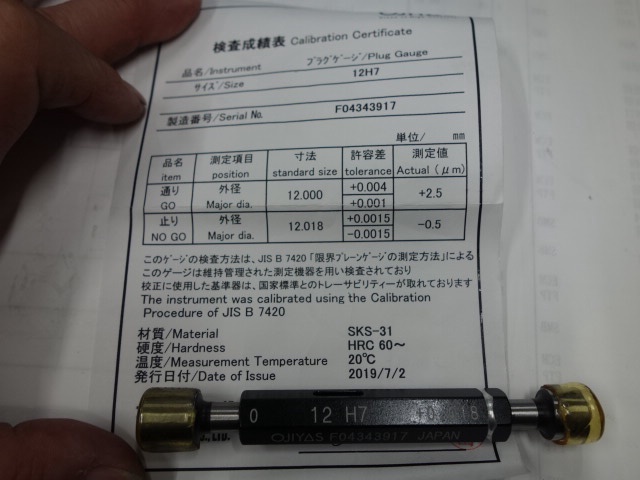 検査成績表 Calibration Certificate
品名/Instrument プラグゲージ/Plug Gauge
サイズ/Size 12H7
製造番号/Serial No. F04343917
単位/ mm
品名 item 測定項目 position 寸法 standard size 許容差 tolerance 測定値 Actual (μm)
通り GO 外径 Major dia. 12.000 +0.004 +0.001 +2.5
止り NO GO 外径 Major dia. 12.018 +0.0015 -0.0015 -0.5
このゲージの検査方法は、JIS B 7420「限界プレーンゲージの測定方法」による
このゲージは維持管理された測定機器を用い検査されており
校正に使用した基準器は、国家標準とのトレーサビリティーが取れております
The instrument was calibrated using the Calibration
Procedure of JIS B 7420
材質/Material SKS-31
硬度/Hardness HRC 60~
温度/Measurement Temperature 20℃
発行日付/Date of Issue 2019/7/2
0 12 H7 18
OJIYAS F04343917 JAPAN
., LTD.